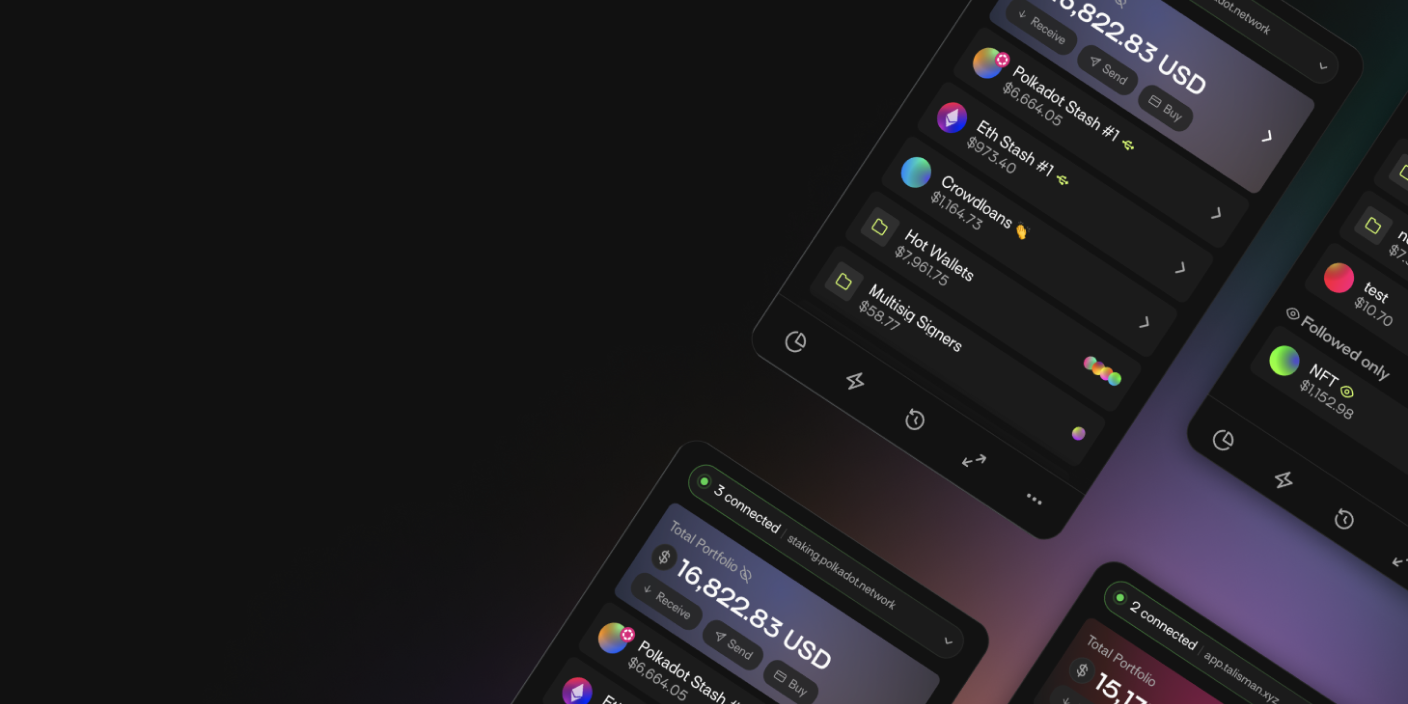 dot.network
6,822.83 USD
Receive
Send
Buy
Polkadot Stash #1
$6,664.05
Eth Stash #1
$973.40
Crowdloans 👋
$1,164.73
Hot Wallets
$7,961.75
Multisig Signers
$58.77
test
$10.70
Followed only
NFT
$1,152.98
3 connected
staking.polkadot.network
Total Portfolio
$ 16,822.83 USD
Receive
Send
Buy
Polkadot Stash #
$6,664.05
2 connected
app.talisman.xyz
Total Portfolio
$ 15,17